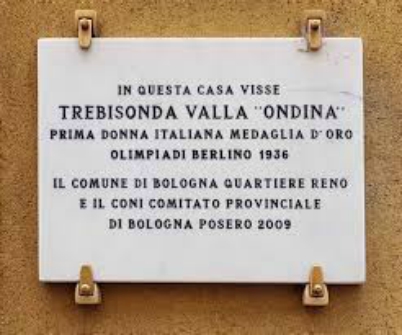 IN QUESTA CASA VISSE
TREBISONDA VALLA "ONDINA"
PRIMA DONNA ITALIANA MEDAGLIA D'ORO
OLIMPIADI BERLINO 1936
IL COMUNE DI BOLOGNA QUARTIERE RENO
E IL CONI COMITATO PROVINCIALE
DI BOLOGNA POSERO 2009